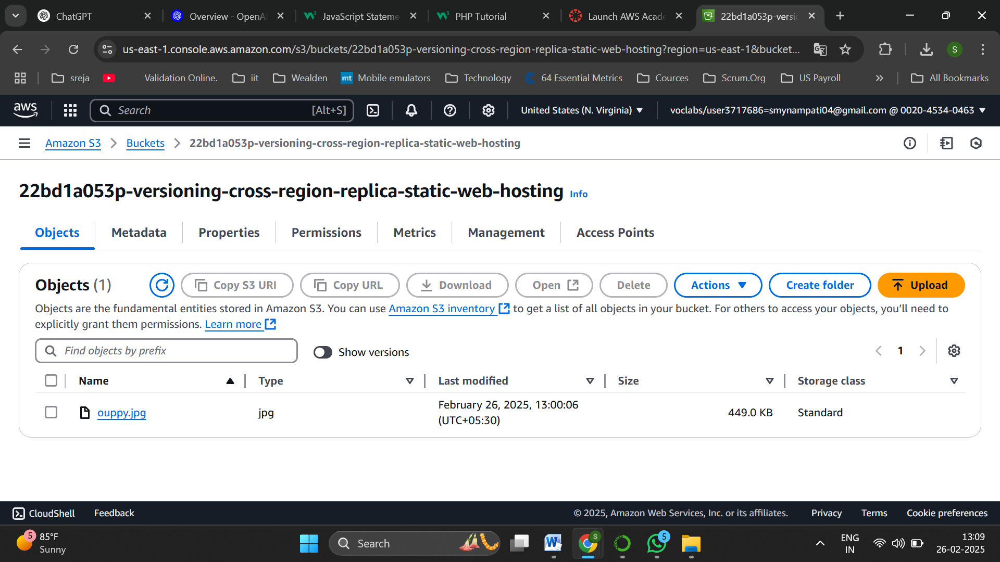 ChatGPT
Overview - OpenA
JavaScript Stateme
PHP Tutorial
Launch AWS Acade
22bd1a053p-versio
us-east-1.console.aws.amazon.com/s3/buckets/22bd1a053p-versioning-cross-region-replica-static-web-hosting?region=us-east-1&bucket...
S
sreja
Validation Online.
iit
Wealden
mt Mobile emulators
Technology
64 Essential Metrics
Cources
Scrum.Org
US Payroll
All Bookmarks
aws
Search [Alt+S]
United States (N. Virginia)
voclabs/user3717686=smynampati04@gmail.com @ 0020-4534-0463
Amazon S3
Buckets
22bd1a053p-versioning-cross-region-replica-static-web-hosting
22bd1a053p-versioning-cross-region-replica-static-web-hosting Info
Objects
Metadata
Properties
Permissions
Metrics
Management
Access Points
Objects (1)
Copy S3 URI
Copy URL
Download
Open
Delete
Actions
Create folder
Upload
Objects are the fundamental entities stored in Amazon S3. You can use Amazon S3 inventory to get a list of all objects in your bucket. For others to access your objects, you'll need to
explicitly grant them permissions. Learn more
Find objects by prefix
Show versions
1
Name
Type
Last modified
Size
Storage class
ouppy.jpg
jpg
February 26, 2025, 13:00:06
(UTC+05:30)
449.0 KB
Standard
CloudShell
Feedback
© 2025, Amazon Web Services, Inc. or its affiliates.
Privacy
Terms
Cookie preferences
5
85°F
Sunny
Search
W
S
5
ENG
IN
13:09
26-02-2025